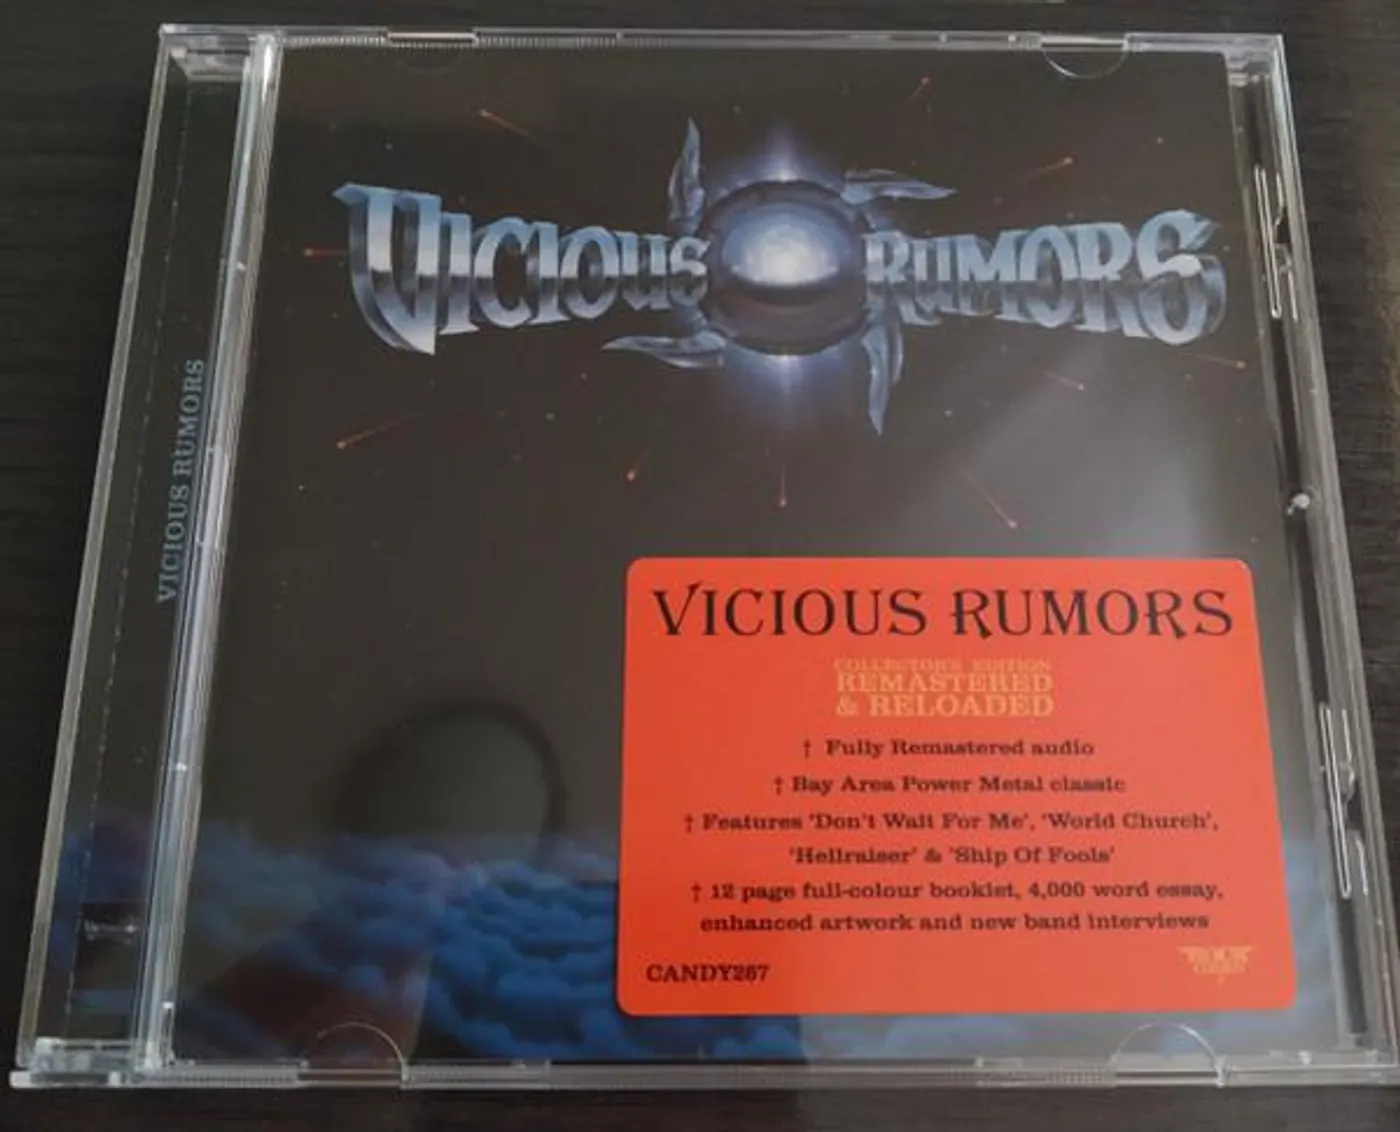 VICIOUS RUMORS
VICIOUS RUMORS
VICIOUS RUMORS
COLLECTOR'S EDITION
REMASTERED
& RELOADED
† Fully Remastered audio
† Bay Area Power Metal classic
† Features 'Don't Wait For Me', 'World Church',
'Hellraiser' & 'Ship Of Fools'
† 12 page full-colour booklet, 4,000 word essay,
enhanced artwork and new band interviews
CANDY267
ROCK
CANDY